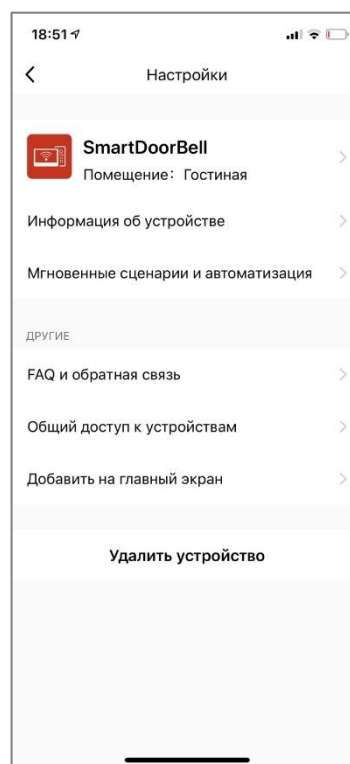 18:51
Настройки
SmartDoorBell
Помещение: Гостиная
Информация об устройстве
Мгновенные сценарии и автоматизация
ДРУГИЕ
FAQ и обратная связь
Общий доступ к устройствам
Добавить на главный экран
Удалить устройство